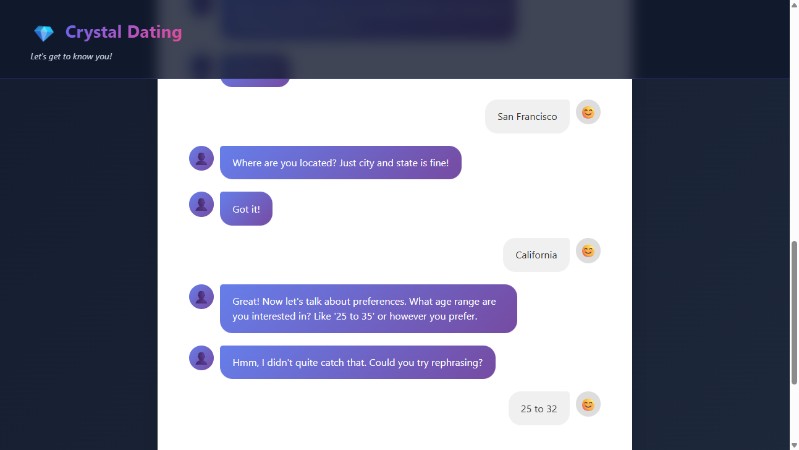 Crystal Dating
Let's get to know you!
San Francisco
Where are you located? Just city and state is fine!
Got it!
California
Great! Now let's talk about preferences. What age range are
you interested in? Like '25 to 35' or however you prefer.
Hmm, I didn't quite catch that. Could you try rephrasing?
25 to 32